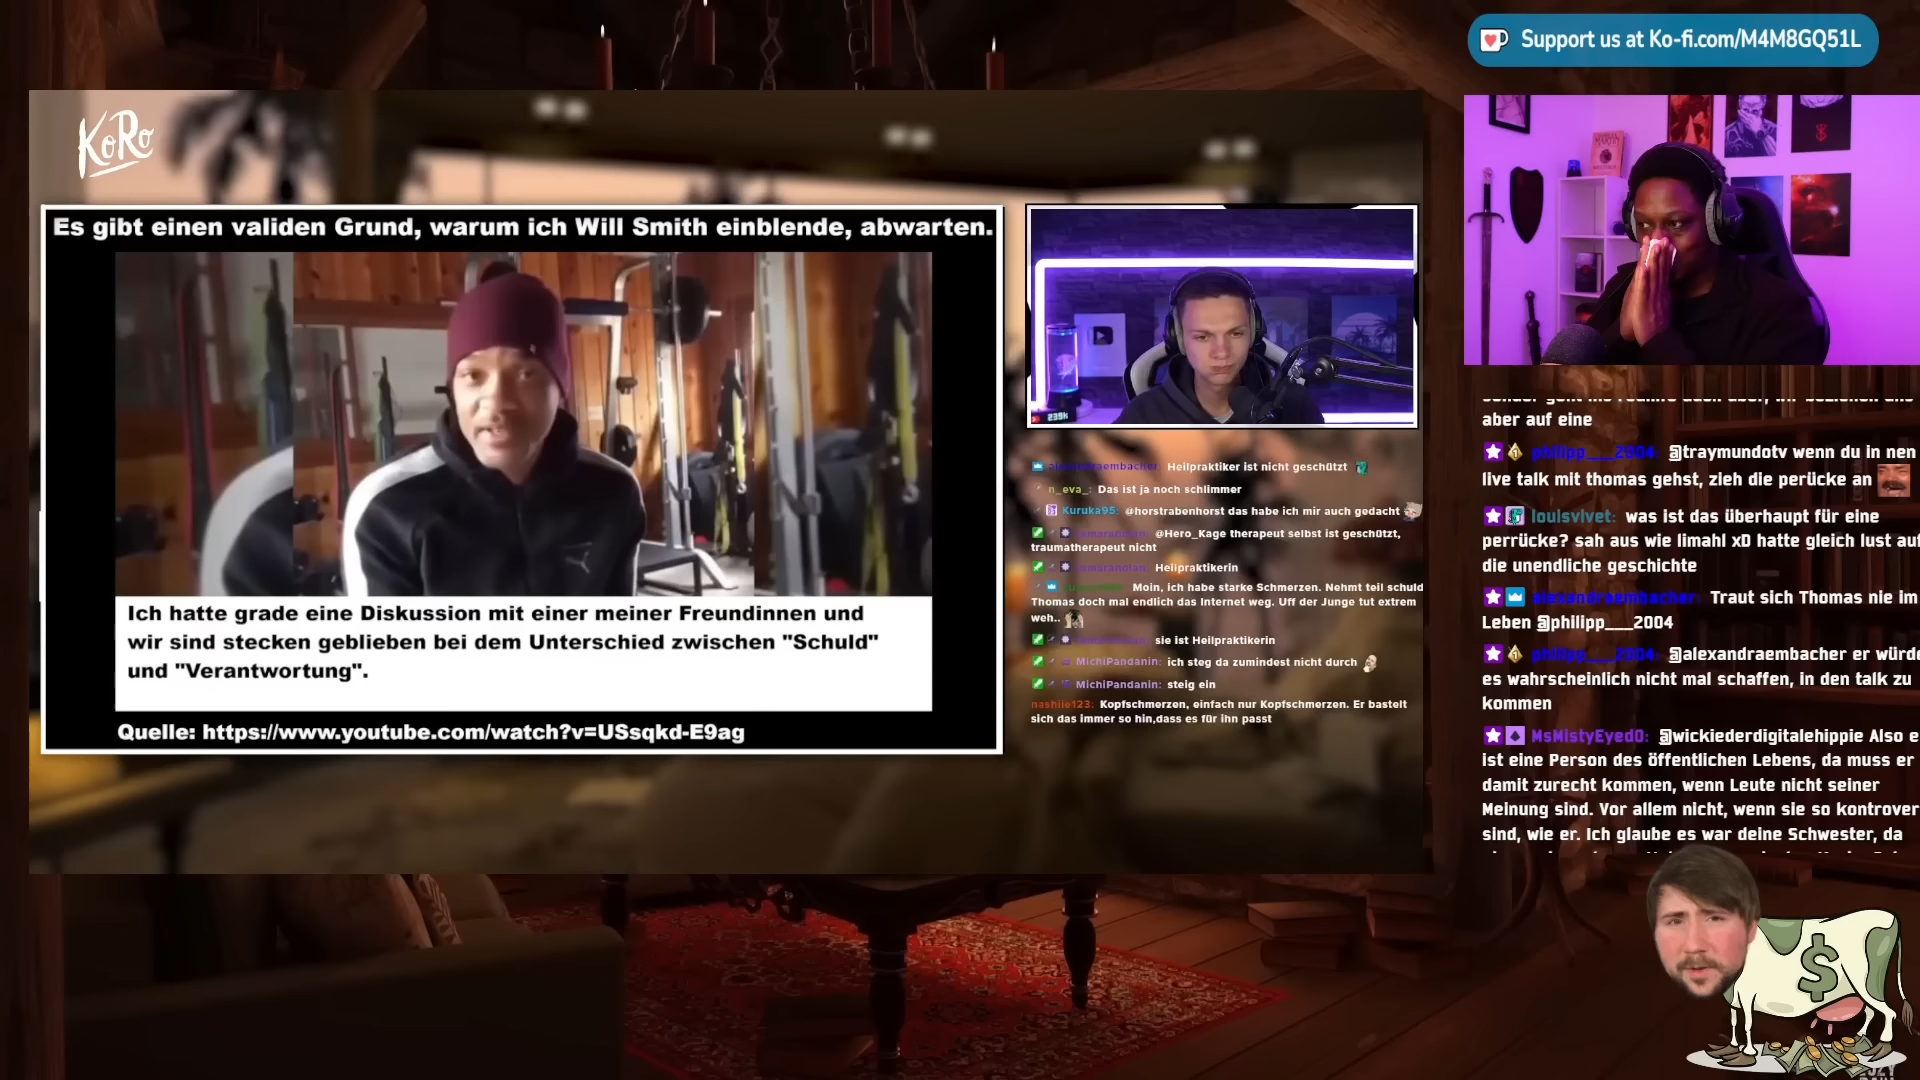 Support us at Ko-fi.com/M4M8GQ51L
KoRo
Es gibt einen validen Grund, warum ich Will Smith einblende, abwarten.
Ich hatte grade eine Diskussion mit einer meiner Freundinnen und
wir sind stecken geblieben bei dem Unterschied zwischen "Schuld"
und "Verantwortung".
Quelle: https://www.youtube.com/watch?v=USsqkd-E9ag
239k
alexandraembacher: Heilpraktiker ist nicht geschützt
n_eva_: Das ist ja noch schlimmer
Kuruka95: @horstrabenhorst das habe ich mir auch gedacht
@Hero_Kage therapeut selbst ist geschützt,
traumatherapeut nicht
Heilpraktikerin
Moin, ich habe starke Schmerzen. Nehmt teil schuld
Thomas doch mal endlich das Internet weg. Uff der Junge tut extrem
weh..
sie ist Heilpraktikerin
MichiPandanin: ich steg da zumindest nicht durch
MichiPandanin: steig ein
nashile123: Kopfschmerzen, einfach nur Kopfschmerzen. Er bastelt
sich das immer so hin,dass es für ihn passt
aber auf eine
philipp___2004: @traymundotv wenn du in nen
live talk mit thomas gehst, zieh die perücke an
louisvivet: was ist das überhaupt für eine
perrücke? sah aus wie limahl xD hatte gleich lust auf
die unendliche geschichte
alexandraembacher: Traut sich Thomas nie im
Leben @philipp___2004
philipp___2004: @alexandraembacher er würde
es wahrscheinlich nicht mal schaffen, in den talk zu
kommen
MsMistyEyed0: @wickiederdigitalehippie Also e
ist eine Person des öffentlichen Lebens, da muss er
damit zurecht kommen, wenn Leute nicht seiner
Meinung sind. Vor allem nicht, wenn sie so kontrover
sind, wie er. Ich glaube es war deine Schwester, da
$